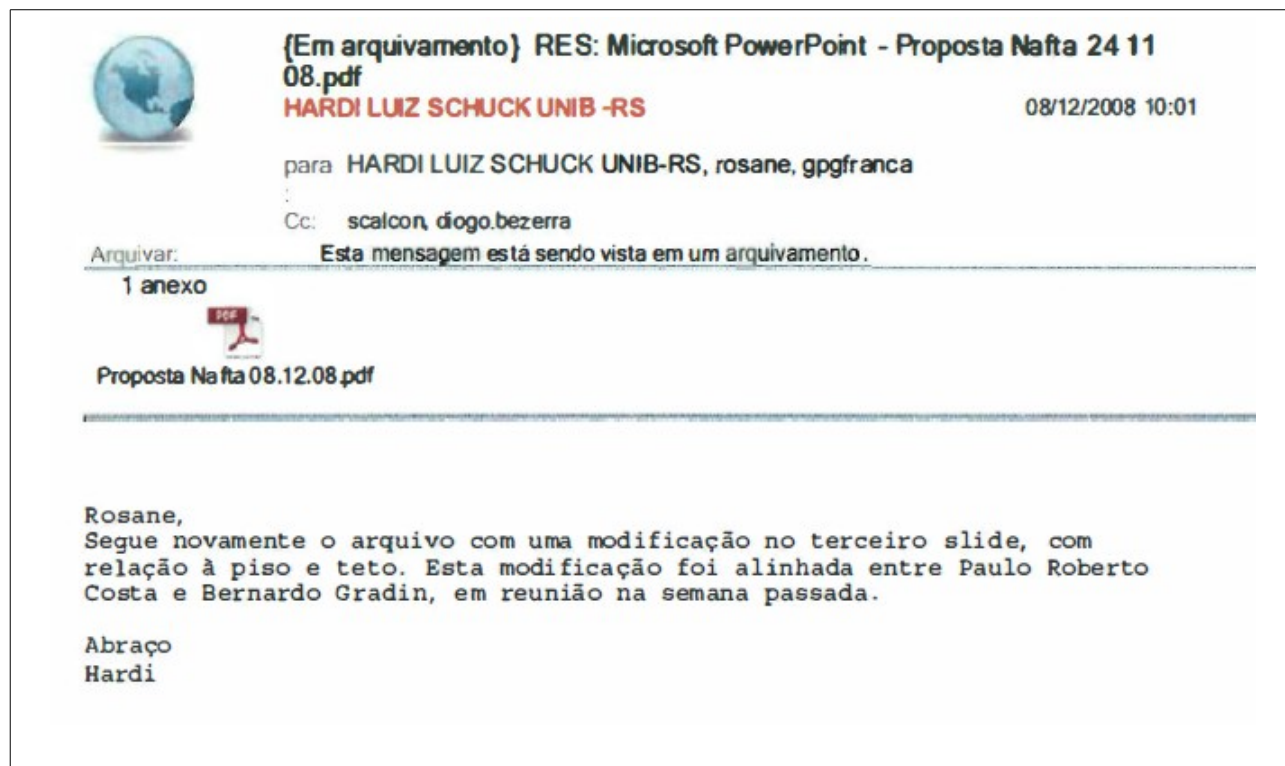 {Em arquivamento} RES: Microsoft PowerPoint - Proposta Nafta 24 11
08.pdf
HARDI LUIZ SCHUCK UNIB -RS 08/12/2008 10:01
para HARDI LUIZ SCHUCK UNIB-RS, rosane, gpgfranca
:
Cc: scalcon, diogo.bezerra
Arquivar: Esta mensagem está sendo vista em um arquivamento.
1 anexo
PDF
Proposta Nafta 08.12.08.pdf
Rosane,
Segue novamente o arquivo com uma modificação no terceiro slide, com
relação à piso e teto. Esta modificação foi alinhada entre Paulo Roberto
Costa e Bernardo Gradin, em reunião na semana passada.
Abraço
Hardi